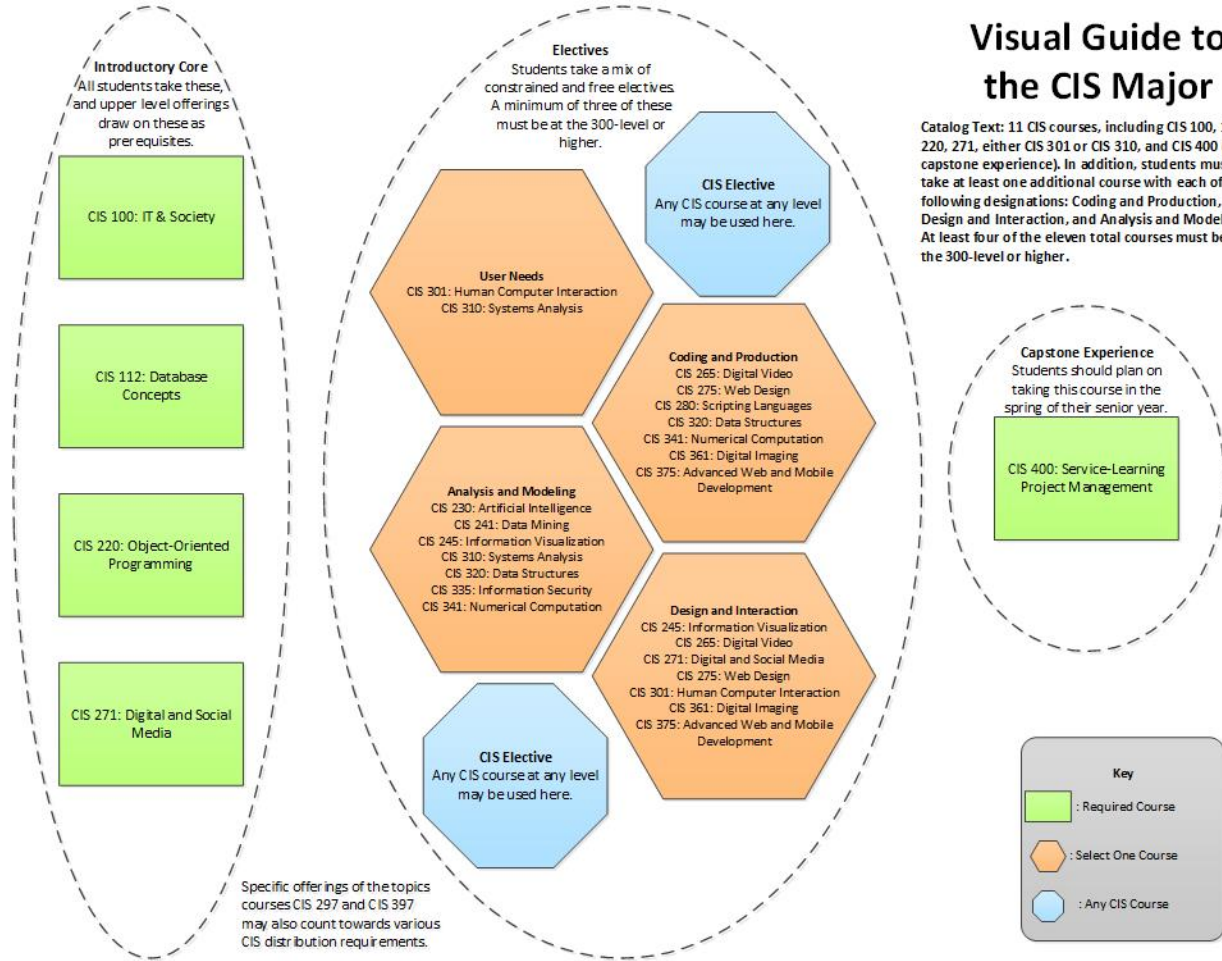 Visual Guide to
the CIS Major
Catalog Text: 11 CIS courses, including CIS 100,
220, 271, either CIS 301 or CIS 310, and CIS 400
capstone experience). In addition, students
take at least one additional course with each of
following designations: Coding and Production,
Design and Interaction, and Analysis and
At least four of the eleven total courses must be
the 300-level or higher.
Introductory Core
All students take these,
and upper level offerings
draw on these as
prerequisites.
CIS 100: IT & Society
CIS 112: Database
Concepts
CIS 220: Object-Oriented
Programming
CIS 271: Digital and Social
Media
Electives
Students take a mix of
constrained and free electives.
A minimum of three of these
must be at the 300-level or
higher.
CIS Elective
Any CIS course at any level
may be used here.
User Needs
CIS 301: Human Computer Interaction
CIS 310: Systems Analysis
Coding and Production
CIS 265: Digital Video
CIS 275: Web Design
CIS 280: Scripting Languages
CIS 320: Data Structures
CIS 341: Numerical Computation
CIS 361: Digital Imaging
CIS 375: Advanced Web and Mobile
Development
Analysis and Modeling
CIS 230: Artificial Intelligence
CIS 241: Data Mining
CIS 245: Information Visualization
CIS 310: Systems Analysis
CIS 320: Data Structures
CIS 335: Information Security
CIS 341: Numerical Computation
Design and Interaction
CIS 245: Information Visualization
CIS 265: Digital Video
CIS 271: Digital and Social Media
CIS 275: Web Design
CIS 301: Human Computer Interaction
CIS 361: Digital Imaging
CIS 375: Advanced Web and Mobile
Development
CIS Elective
Any CIS course at any level
may be used here.
Specific offerings of the topics
courses CIS 297 and CIS 397
may also count towards various
CIS distribution requirements.
Capstone Experience
Students should plan on
taking this course in the
spring of their senior year.
CIS 400: Service-Learning
Project Management
Key
: Required Course
: Select One Course
: Any CIS Course